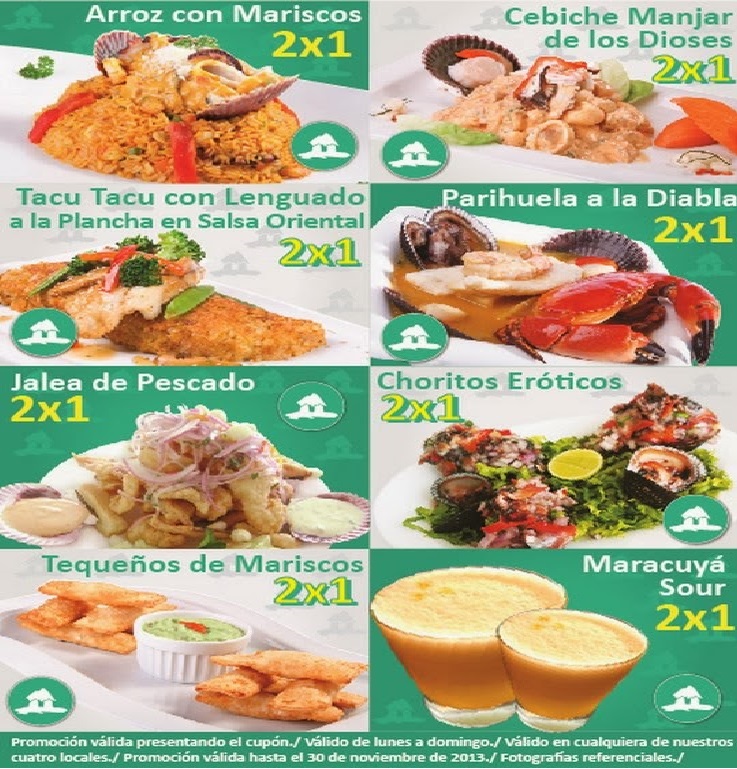 Arroz con Mariscos
2x1
Cebiche Manjar
de los Dioses
2x1
Tacu Tacu con Lenguado
a la Plancha en Salsa Oriental
2x1
Parihuela a la Diabla
2x1
Jalea de Pescado
2x1
Choritos Eróticos
2x1
Tequeños de Mariscos
2x1
Maracuyá
Sour
2x1
Promoción válida presentando el cupón./ Válido de lunes a domingo./ Válido en cualquiera de nuestros
cuatro locales./ Promoción válida hasta el 30 de noviembre de 2013./ Fotografías referenciales./